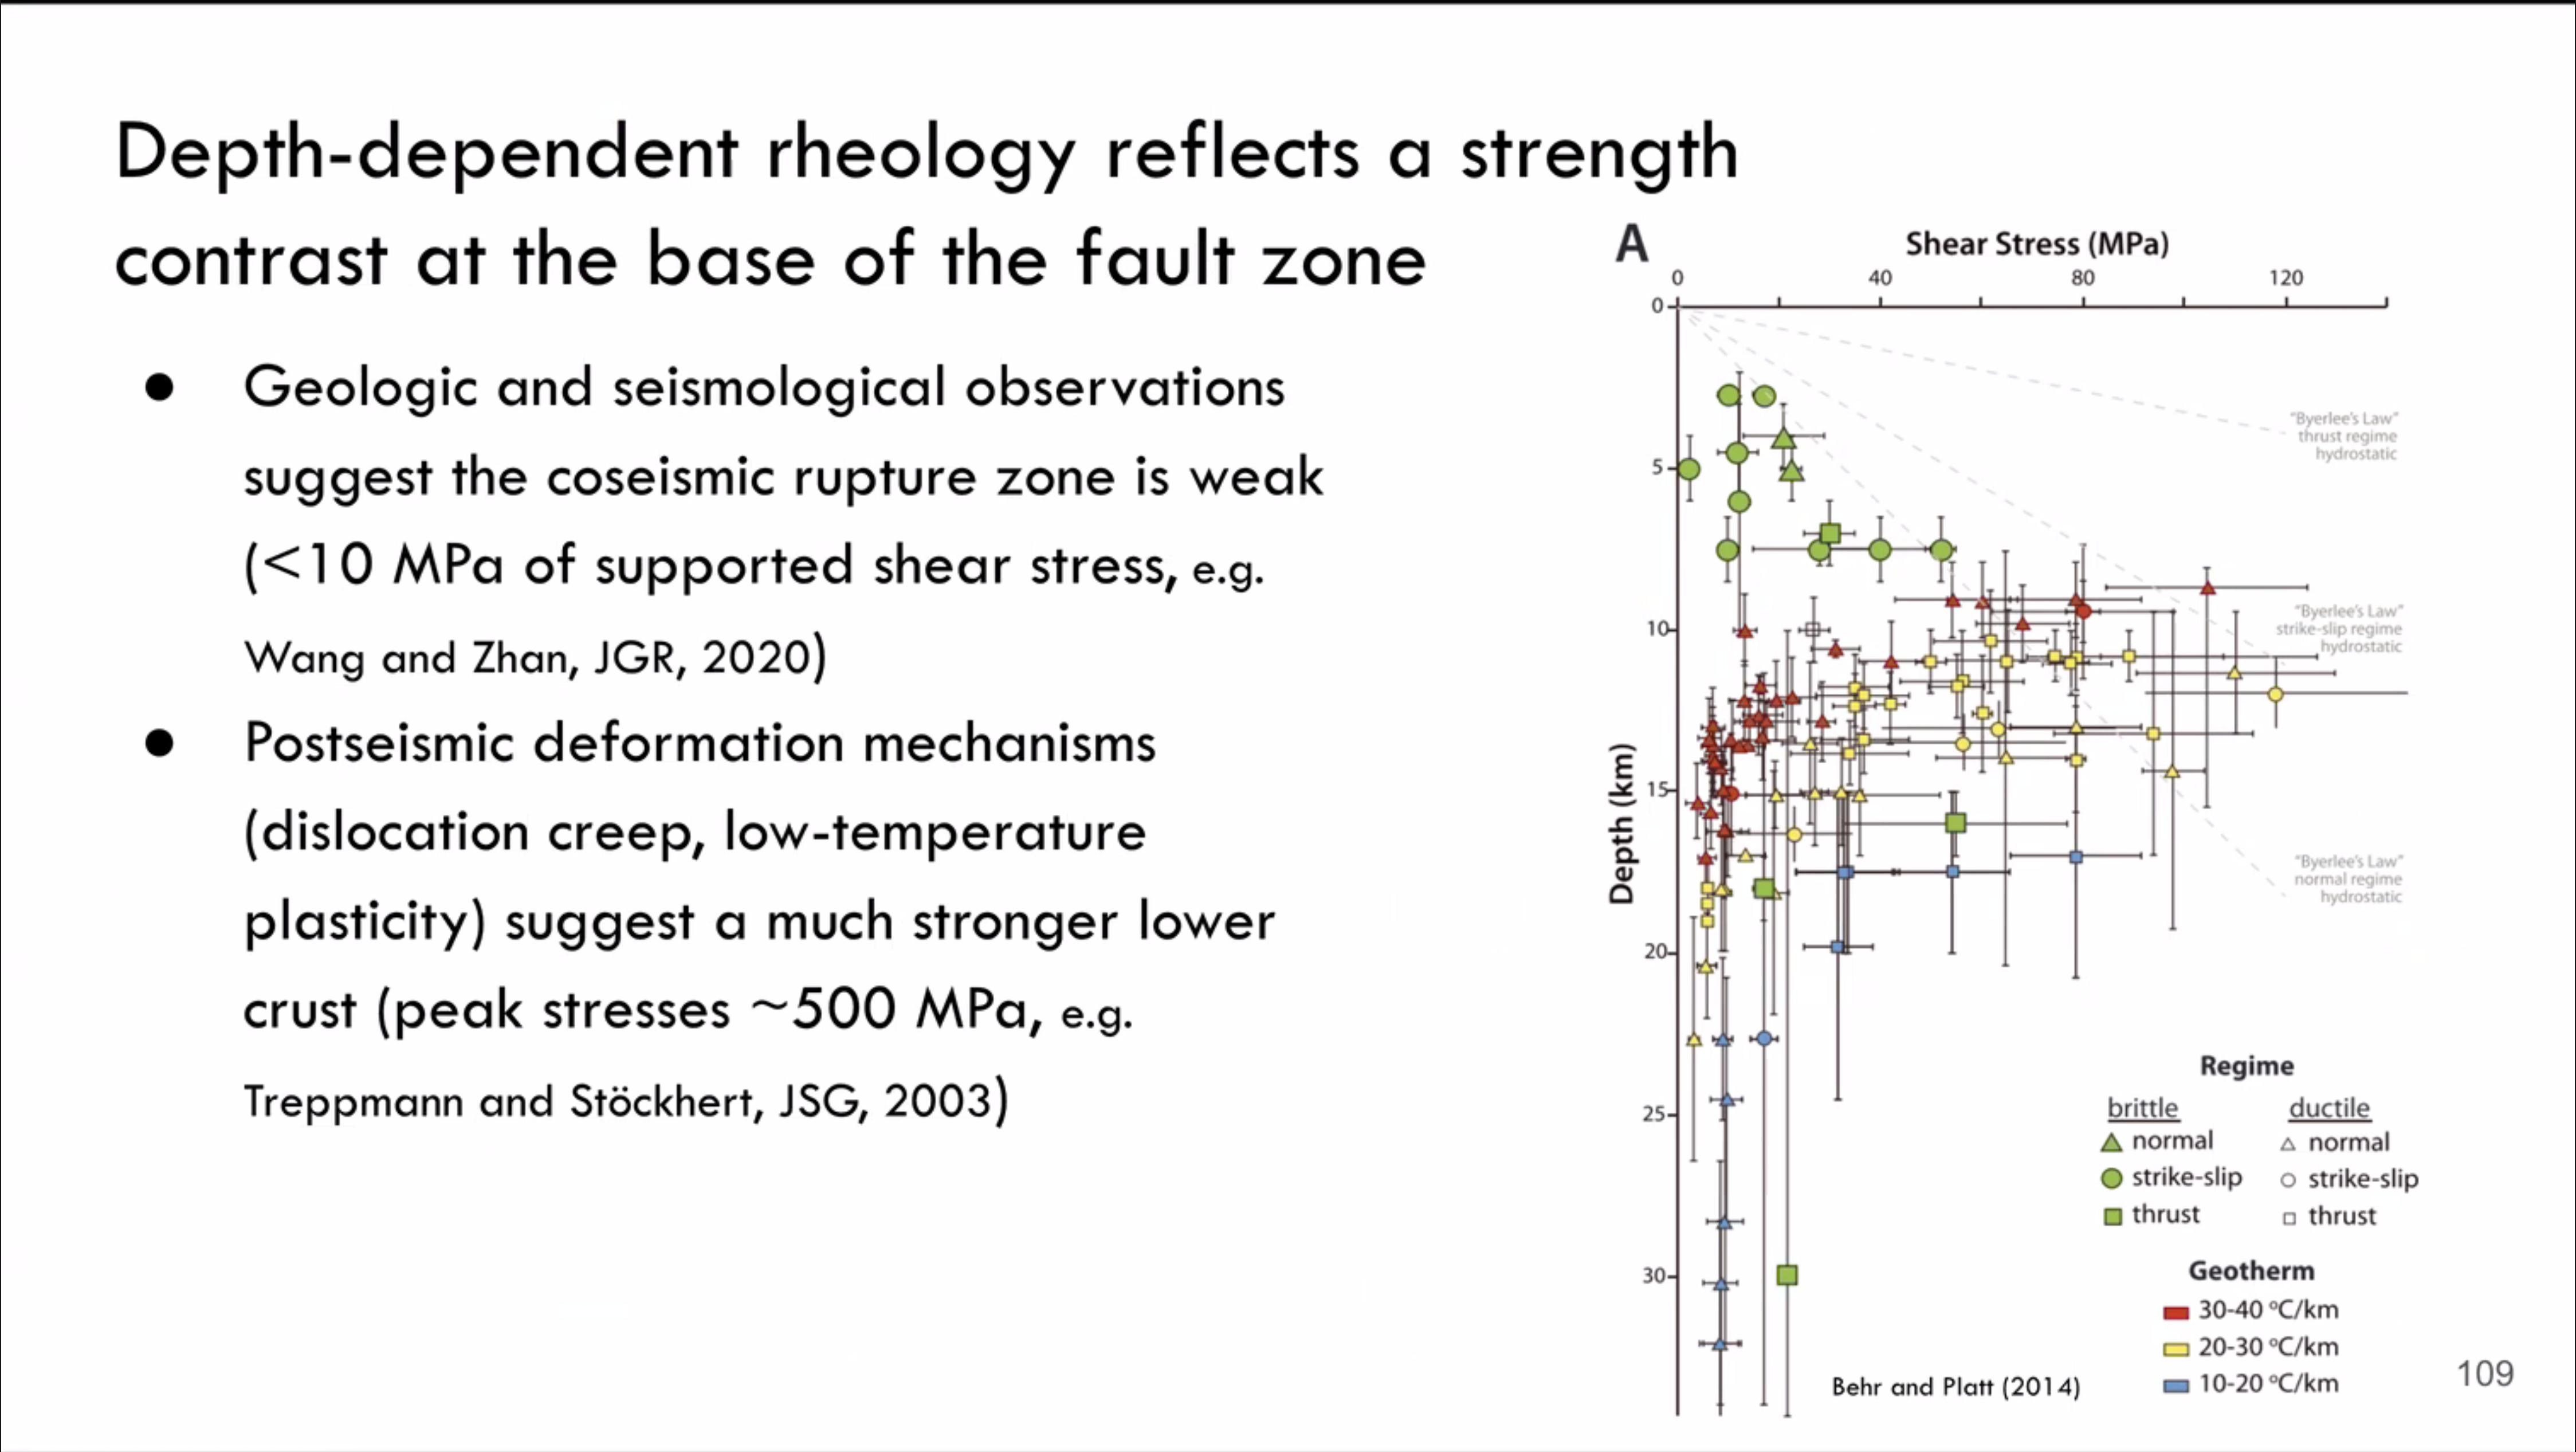 Depth-dependent rheology reflects a strength
contrast at the base of the fault zone
● Geologic and seismological observations
suggest the coseismic rupture zone is weak
(<10 MPa of supported shear stress, e.g.
Wang and Zhan, JGR, 2020)
● Postseismic deformation mechanisms
(dislocation creep, low-temperature
plasticity) suggest a much stronger lower
crust (peak stresses ~500 MPa, e.g.
Treppmann and Stöckhert, JSG, 2003)
A
Shear Stress (MPa)
0 40 80 120
0
5
10
15
20
25
30
Depth (km)
"Byerlee's Law"
thrust regime
hydrostatic
"Byerlee's Law"
strike-slip regime
hydrostatic
"Byerlee's Law"
normal regime
hydrostatic
Regime
brittle ductile
normal normal
strike-slip strike-slip
thrust thrust
Geotherm
30-40 ºC/km
20-30 ºC/km
10-20 ºC/km
Behr and Platt (2014)
109